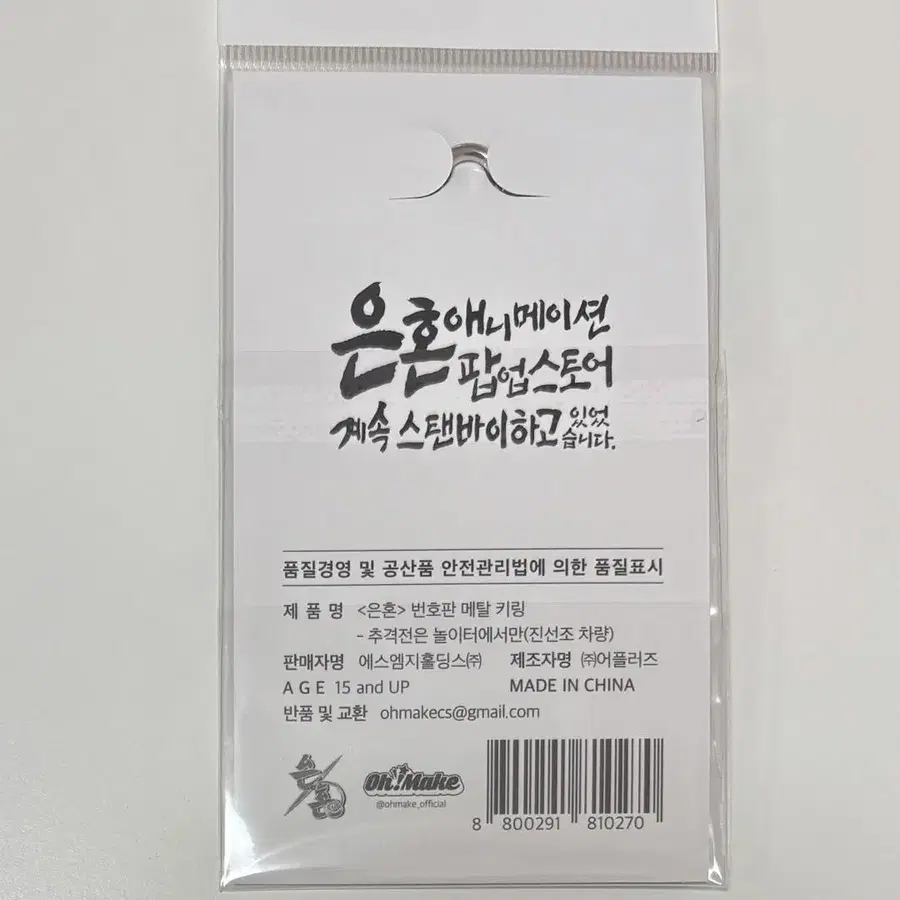 은혼 애니메이션
팝업스토어
계속 스탠바이하고 있었
습니다.
품질경영 및 공산품 안전관리법에 의한 품질표시
제 품 명 <은혼> 번호판 메탈 키링
- 추격전은 놀이터에서만(진선조 차량)
판매자명 에스엠지홀딩스㈜ 제조자명 ㈜어플러즈
A G E 15 and UP MADE IN CHINA
반품 및 교환 ohmakecs@gmail.com
은혼
Oh!Make
@ohmake_official
8 800291 810270